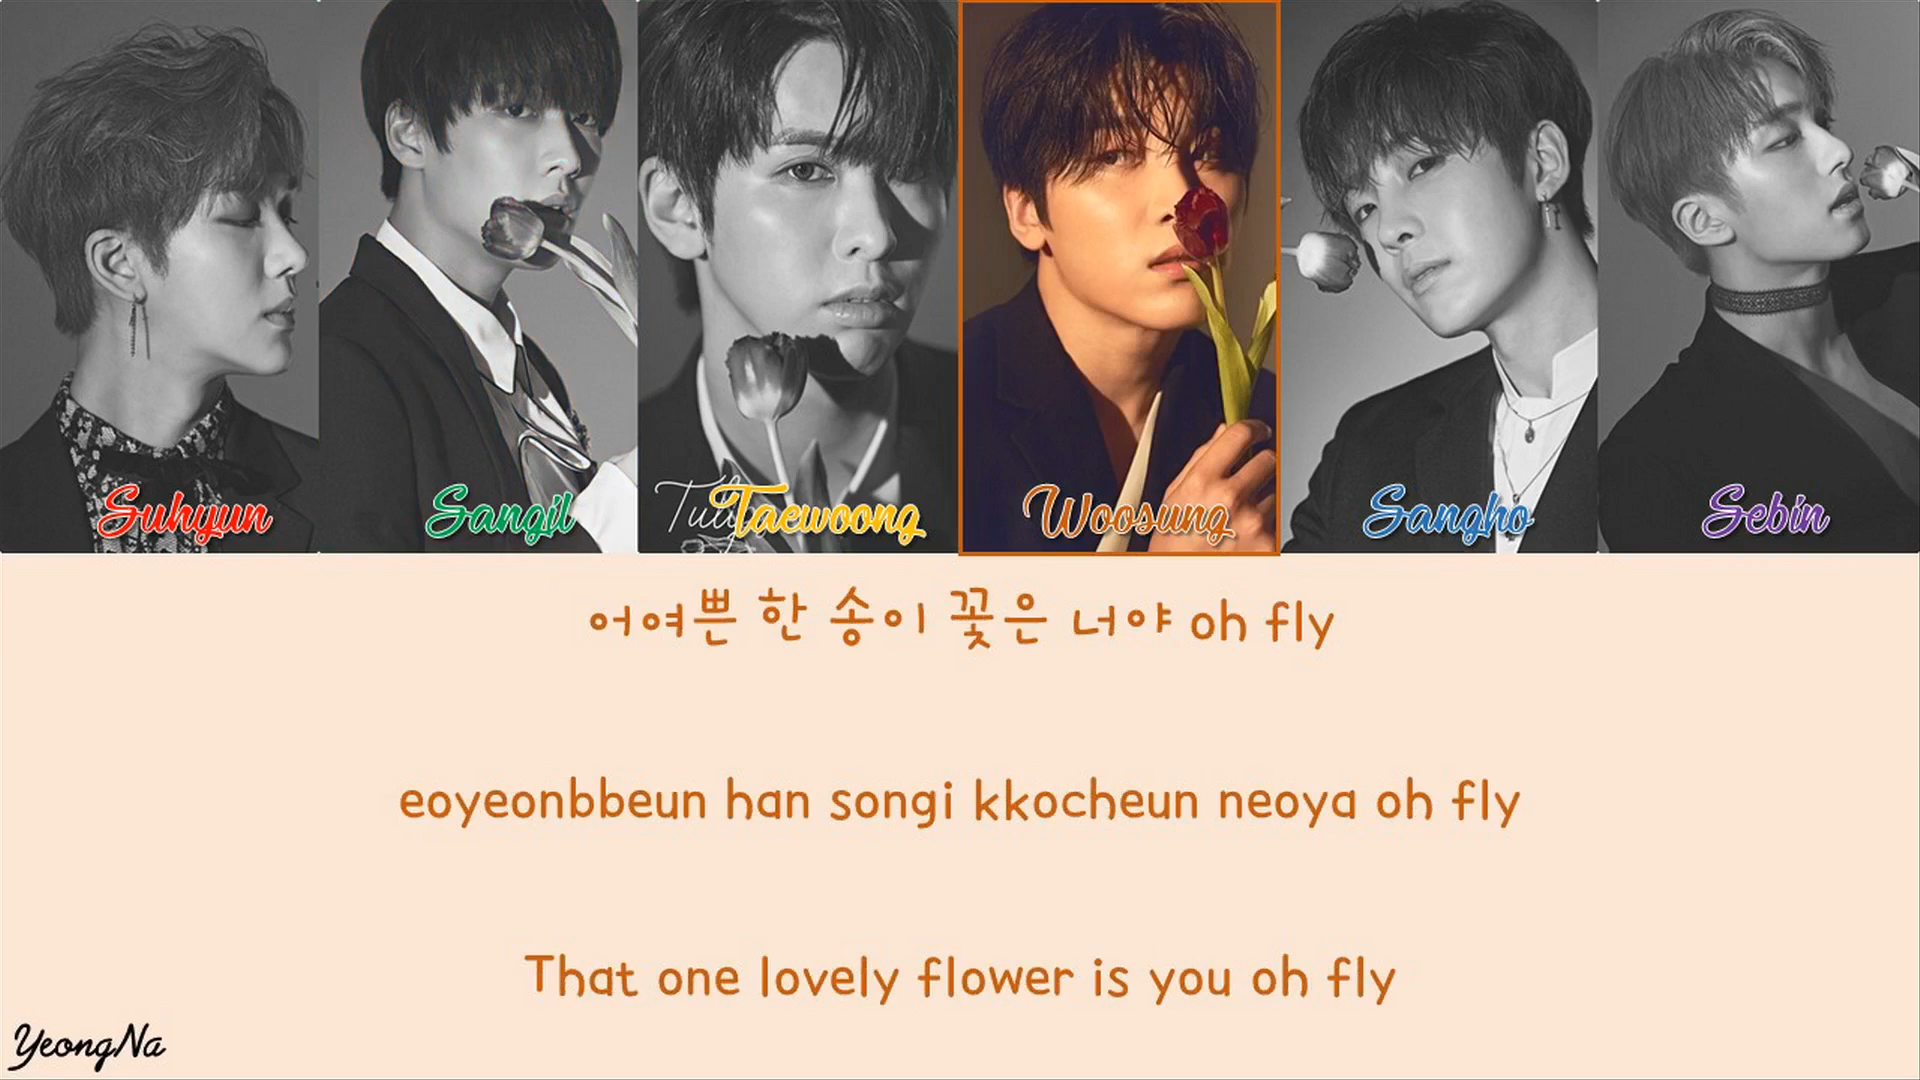 Suhyun
Sangil
Taewoong
Woosung
Sangho
Sebin
어여쁜 한 송이 꽃은 너야 oh fly
eoyeonbbeun han songi kkocheun neoya oh fly
That one lovely flower is you oh fly
YeongNa